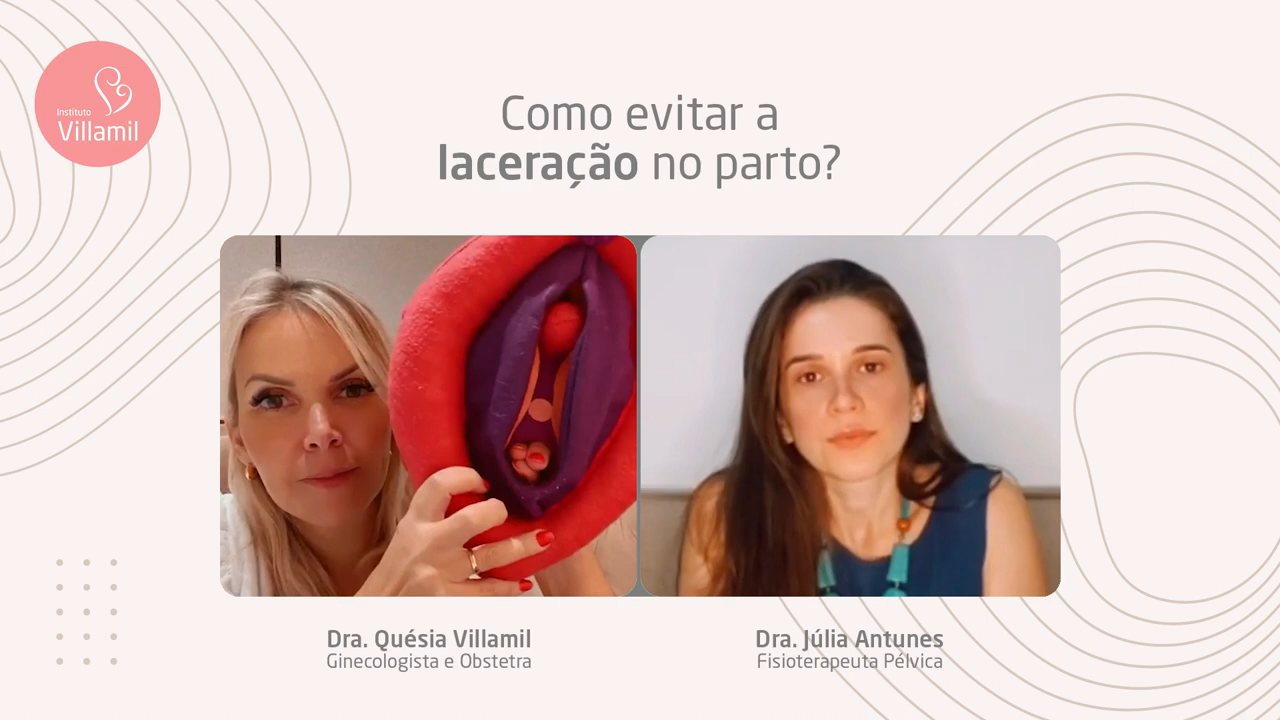 Instituto
Villamil
Como evitar a
laceração no parto?
Dra. Quésia Villamil
Ginecologista e Obstetra
Dra. Júlia Antunes
Fisioterapeuta Pélvica